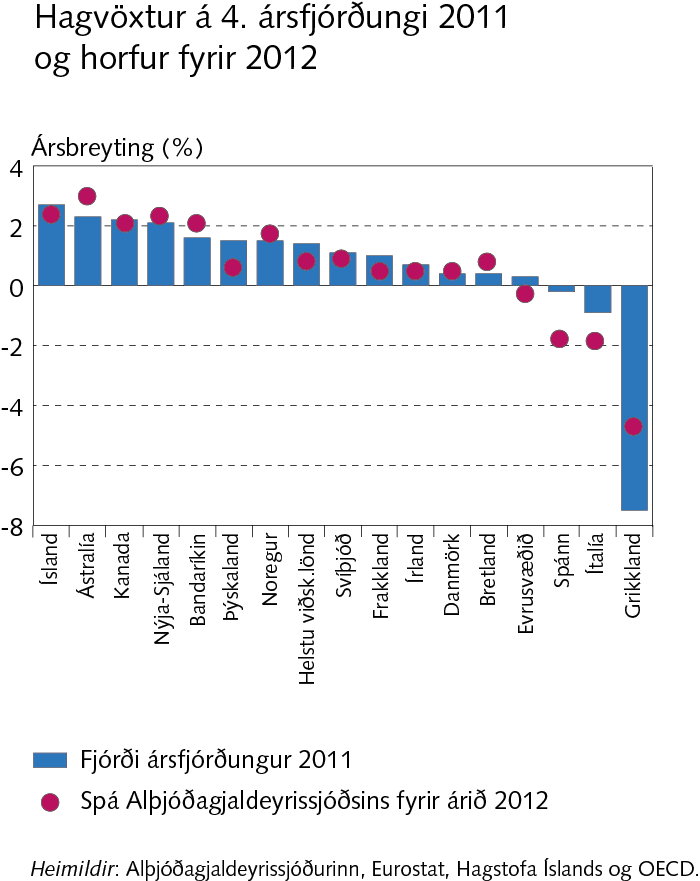 Hagvöxtur á 4. ársfjórðungi 2011
og horfur fyrir 2012
Ársbreyting (%)
4
2
0
-2
-4
-6
-8
Ísland
Ástralía
Kanada
Nýja-Sjáland
Bandaríkin
Þýskaland
Noregur
Helstu viðsk.lönd
Svíþjóð
Frakkland
Írland
Danmörk
Bretland
Evrusvæðið
Spánn
Ítalía
Grikkland
Fjórði ársfjórðungur 2011
Spá Alþjóðagjaldeyrissjóðsins fyrir árið 2012
Heimildir: Alþjóðagjaldeyrissjóðurinn, Eurostat, Hagstofa Íslands og OECD.